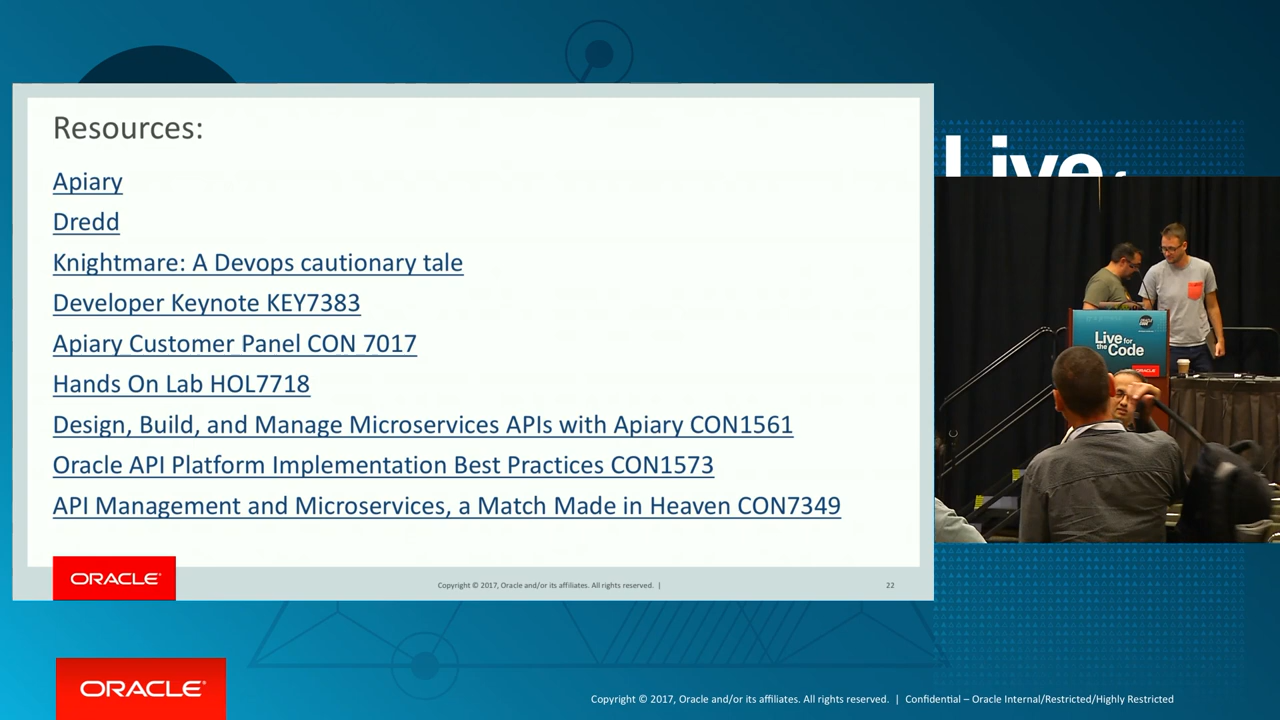 Resources:
Apiary
Dredd
Knightmare: A Devops cautionary tale
Developer Keynote KEY7383
Apiary Customer Panel CON 7017
Hands On Lab HOL7718
Design, Build, and Manage Microservices APIs with Apiary CON1561
Oracle API Platform Implementation Best Practices CON1573
API Management and Microservices, a Match Made in Heaven CON7349
ORACLE®
Copyright © 2017, Oracle and/or its affiliates. All rights reserved. |
22
Live
Live for
the Code
ORACLE
ORACLE®
Copyright © 2017, Oracle and/or its affiliates. All rights reserved. | Confidential – Oracle Internal/Restricted/Highly Restricted